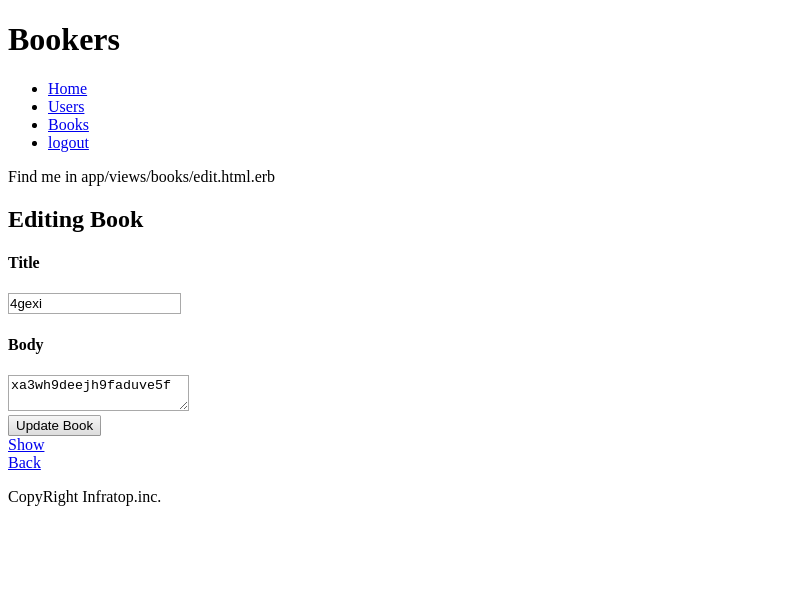 Bookers
Home
Users
Books
logout
Find me in app/views/books/edit.html.erb
Editing Book
Title
4gexi
Body
xa3wh9deejh9faduve5f
Update Book
Show
Back
CopyRight Infratop.inc.